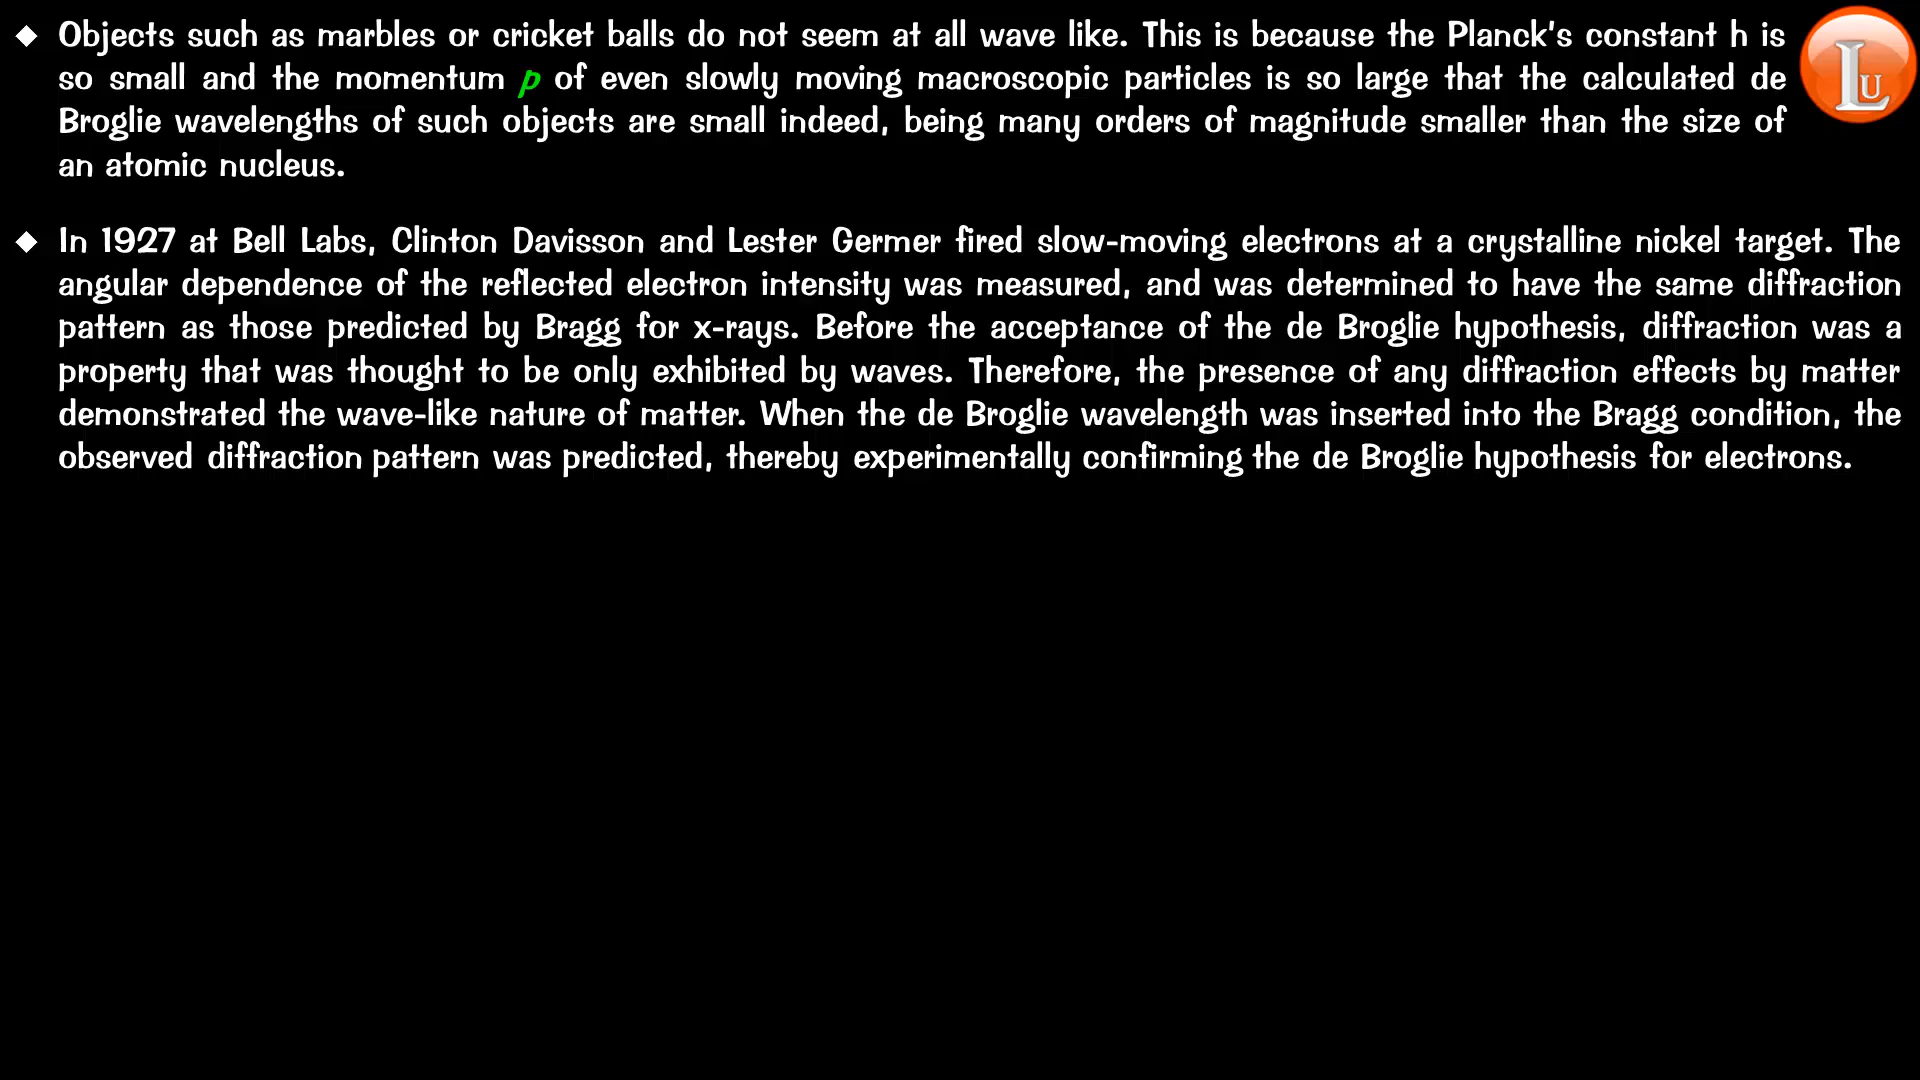 ◆ Objects such as marbles or cricket balls do not seem at all wave like. This is because the Planck's constant h is
so small and the momentum p of even slowly moving macroscopic particles is so large that the calculated de
Broglie wavelengths of such objects are small indeed, being many orders of magnitude smaller than the size of
an atomic nucleus.
◆ In 1927 at Bell Labs, Clinton Davisson and Lester Germer fired slow-moving electrons at a crystalline nickel target. The
angular dependence of the reflected electron intensity was measured, and was determined to have the same diffraction
pattern as those predicted by Bragg for x-rays. Before the acceptance of the de Broglie hypothesis, diffraction was a
property that was thought to be only exhibited by waves. Therefore, the presence of any diffraction effects by matter
demonstrated the wave-like nature of matter. When the de Broglie wavelength was inserted into the Bragg condition, the
observed diffraction pattern was predicted, thereby experimentally confirming the de Broglie hypothesis for electrons.
LU